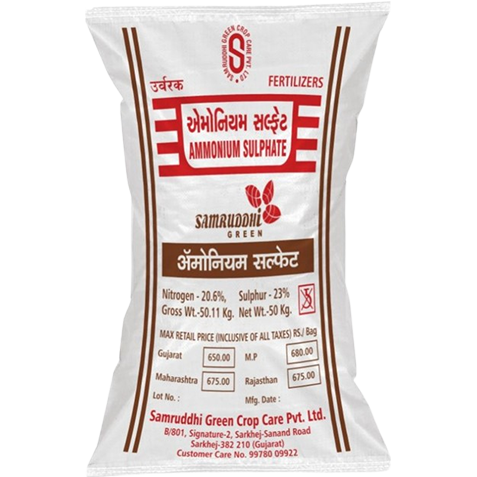 SAMRUDDHI GREEN CROP CARE PVT. LTD.
S
उर्वरक FERTILIZERS
એમોનિયમ સલ્ફેટ
AMMONIUM SULPHATE
SAMRUDDHI
GREEN
ॲमोनियम सल्फेट
Nitrogen - 20.6%, Sulphur - 23%
Gross Wt.-50.11 Kg. Net Wt.-50 Kg.
MAX RETAIL PRICE (INCLUSIVE OF ALL TAXES) RS./ Bag
Gujarat 650.00 M.P 680.00
Maharashtra 675.00 Rajasthan 675.00
Lot No. : Mfg. Date :
Samruddhi Green Crop Care Pvt. Ltd.
B/801, Signature-2, Sarkhej-Sanand Road
Sarkhej-382 210 (Gujarat)
Customer Care No. 99780 09922